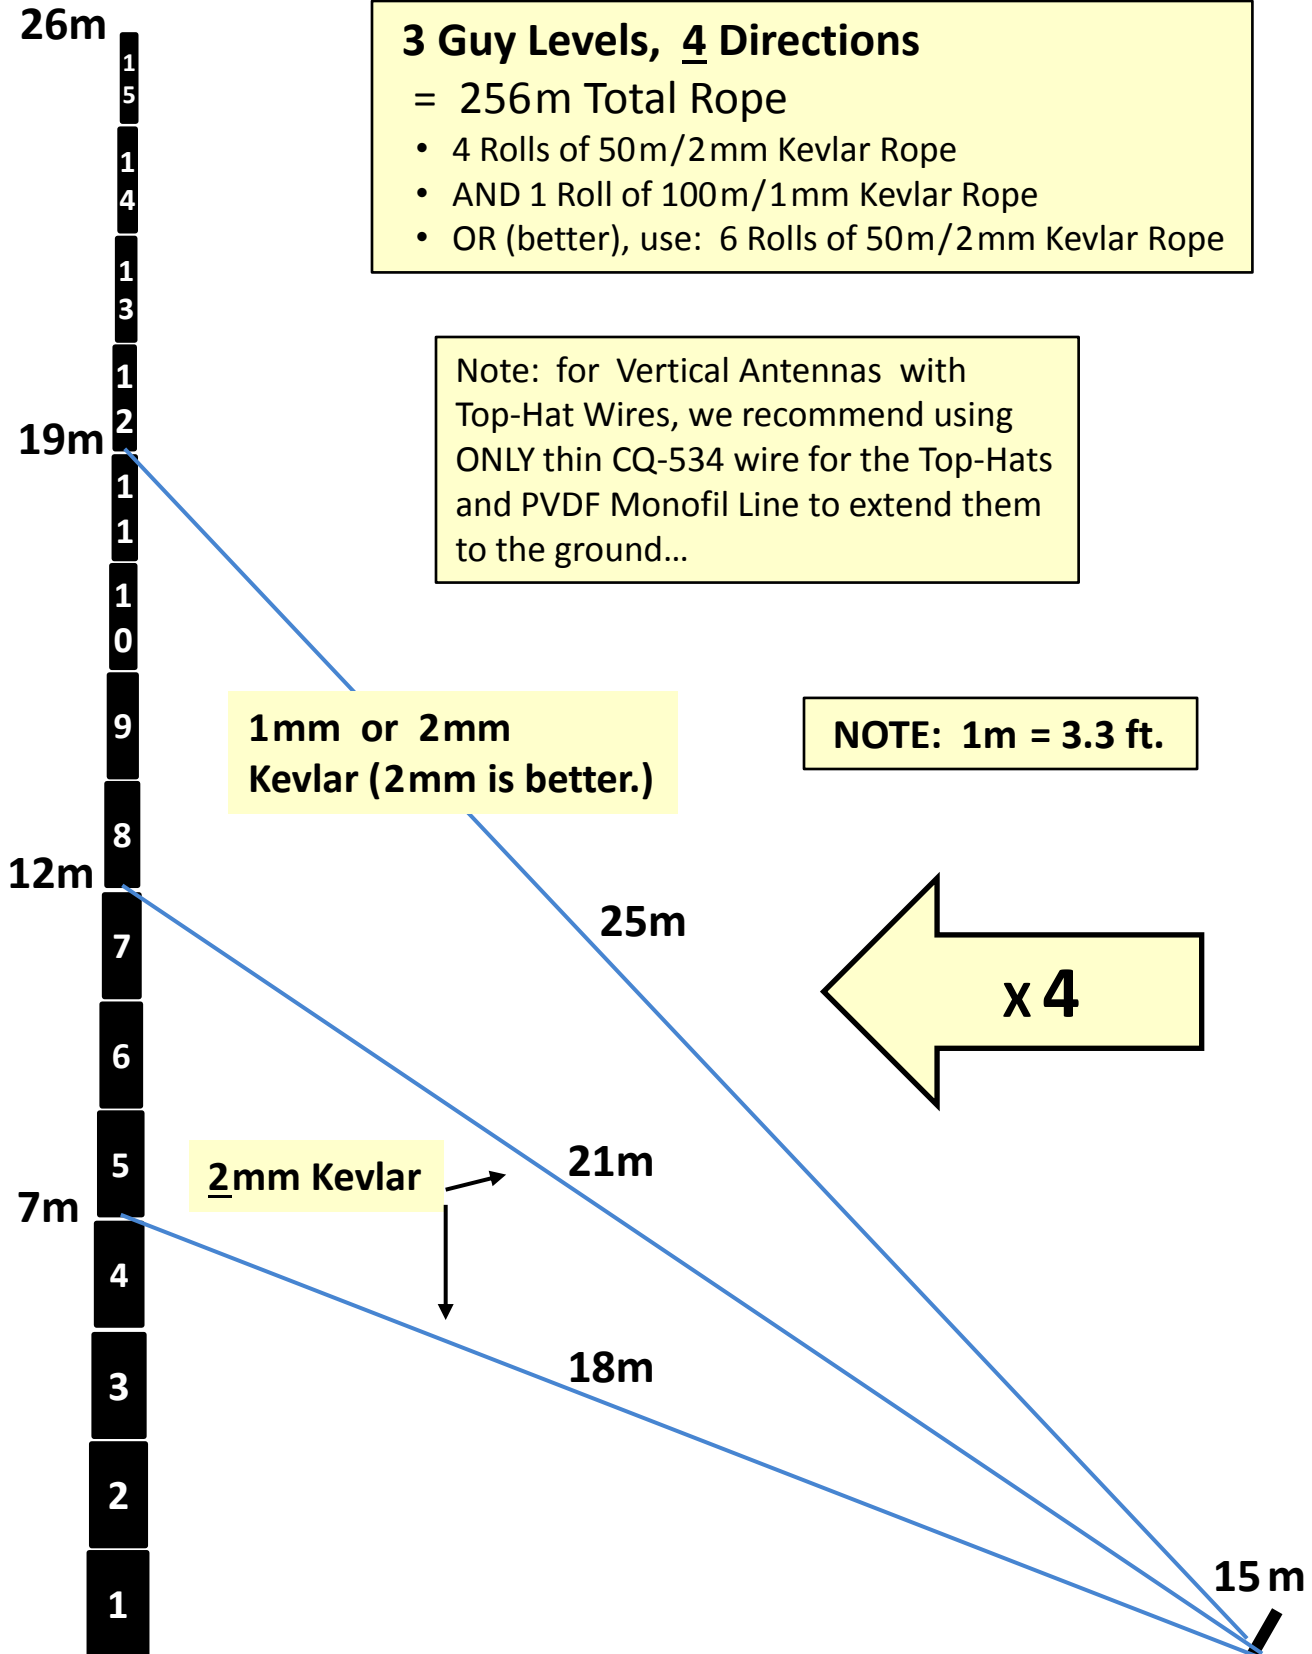 26m
3 Guy Levels, 4 Directions
= 256m Total Rope
• 4 Rolls of 50m/2mm Kevlar Rope
• AND 1 Roll of 100m/1mm Kevlar Rope
• OR (better), use: 6 Rolls of 50m/2mm Kevlar Rope
15
14
13
12
Note: for Vertical Antennas with
Top-Hat Wires, we recommend using
ONLY thin CQ-534 wire for the Top-Hats
and PVDF Monofil Line to extend them
to the ground...
19m
11
10
9
1mm or 2mm
Kevlar (2mm is better.)
NOTE: 1m = 3.3 ft.
8
12m
25m
7
x 4
6
5
2mm Kevlar
21m
7m
4
18m
3
2
15 m
1